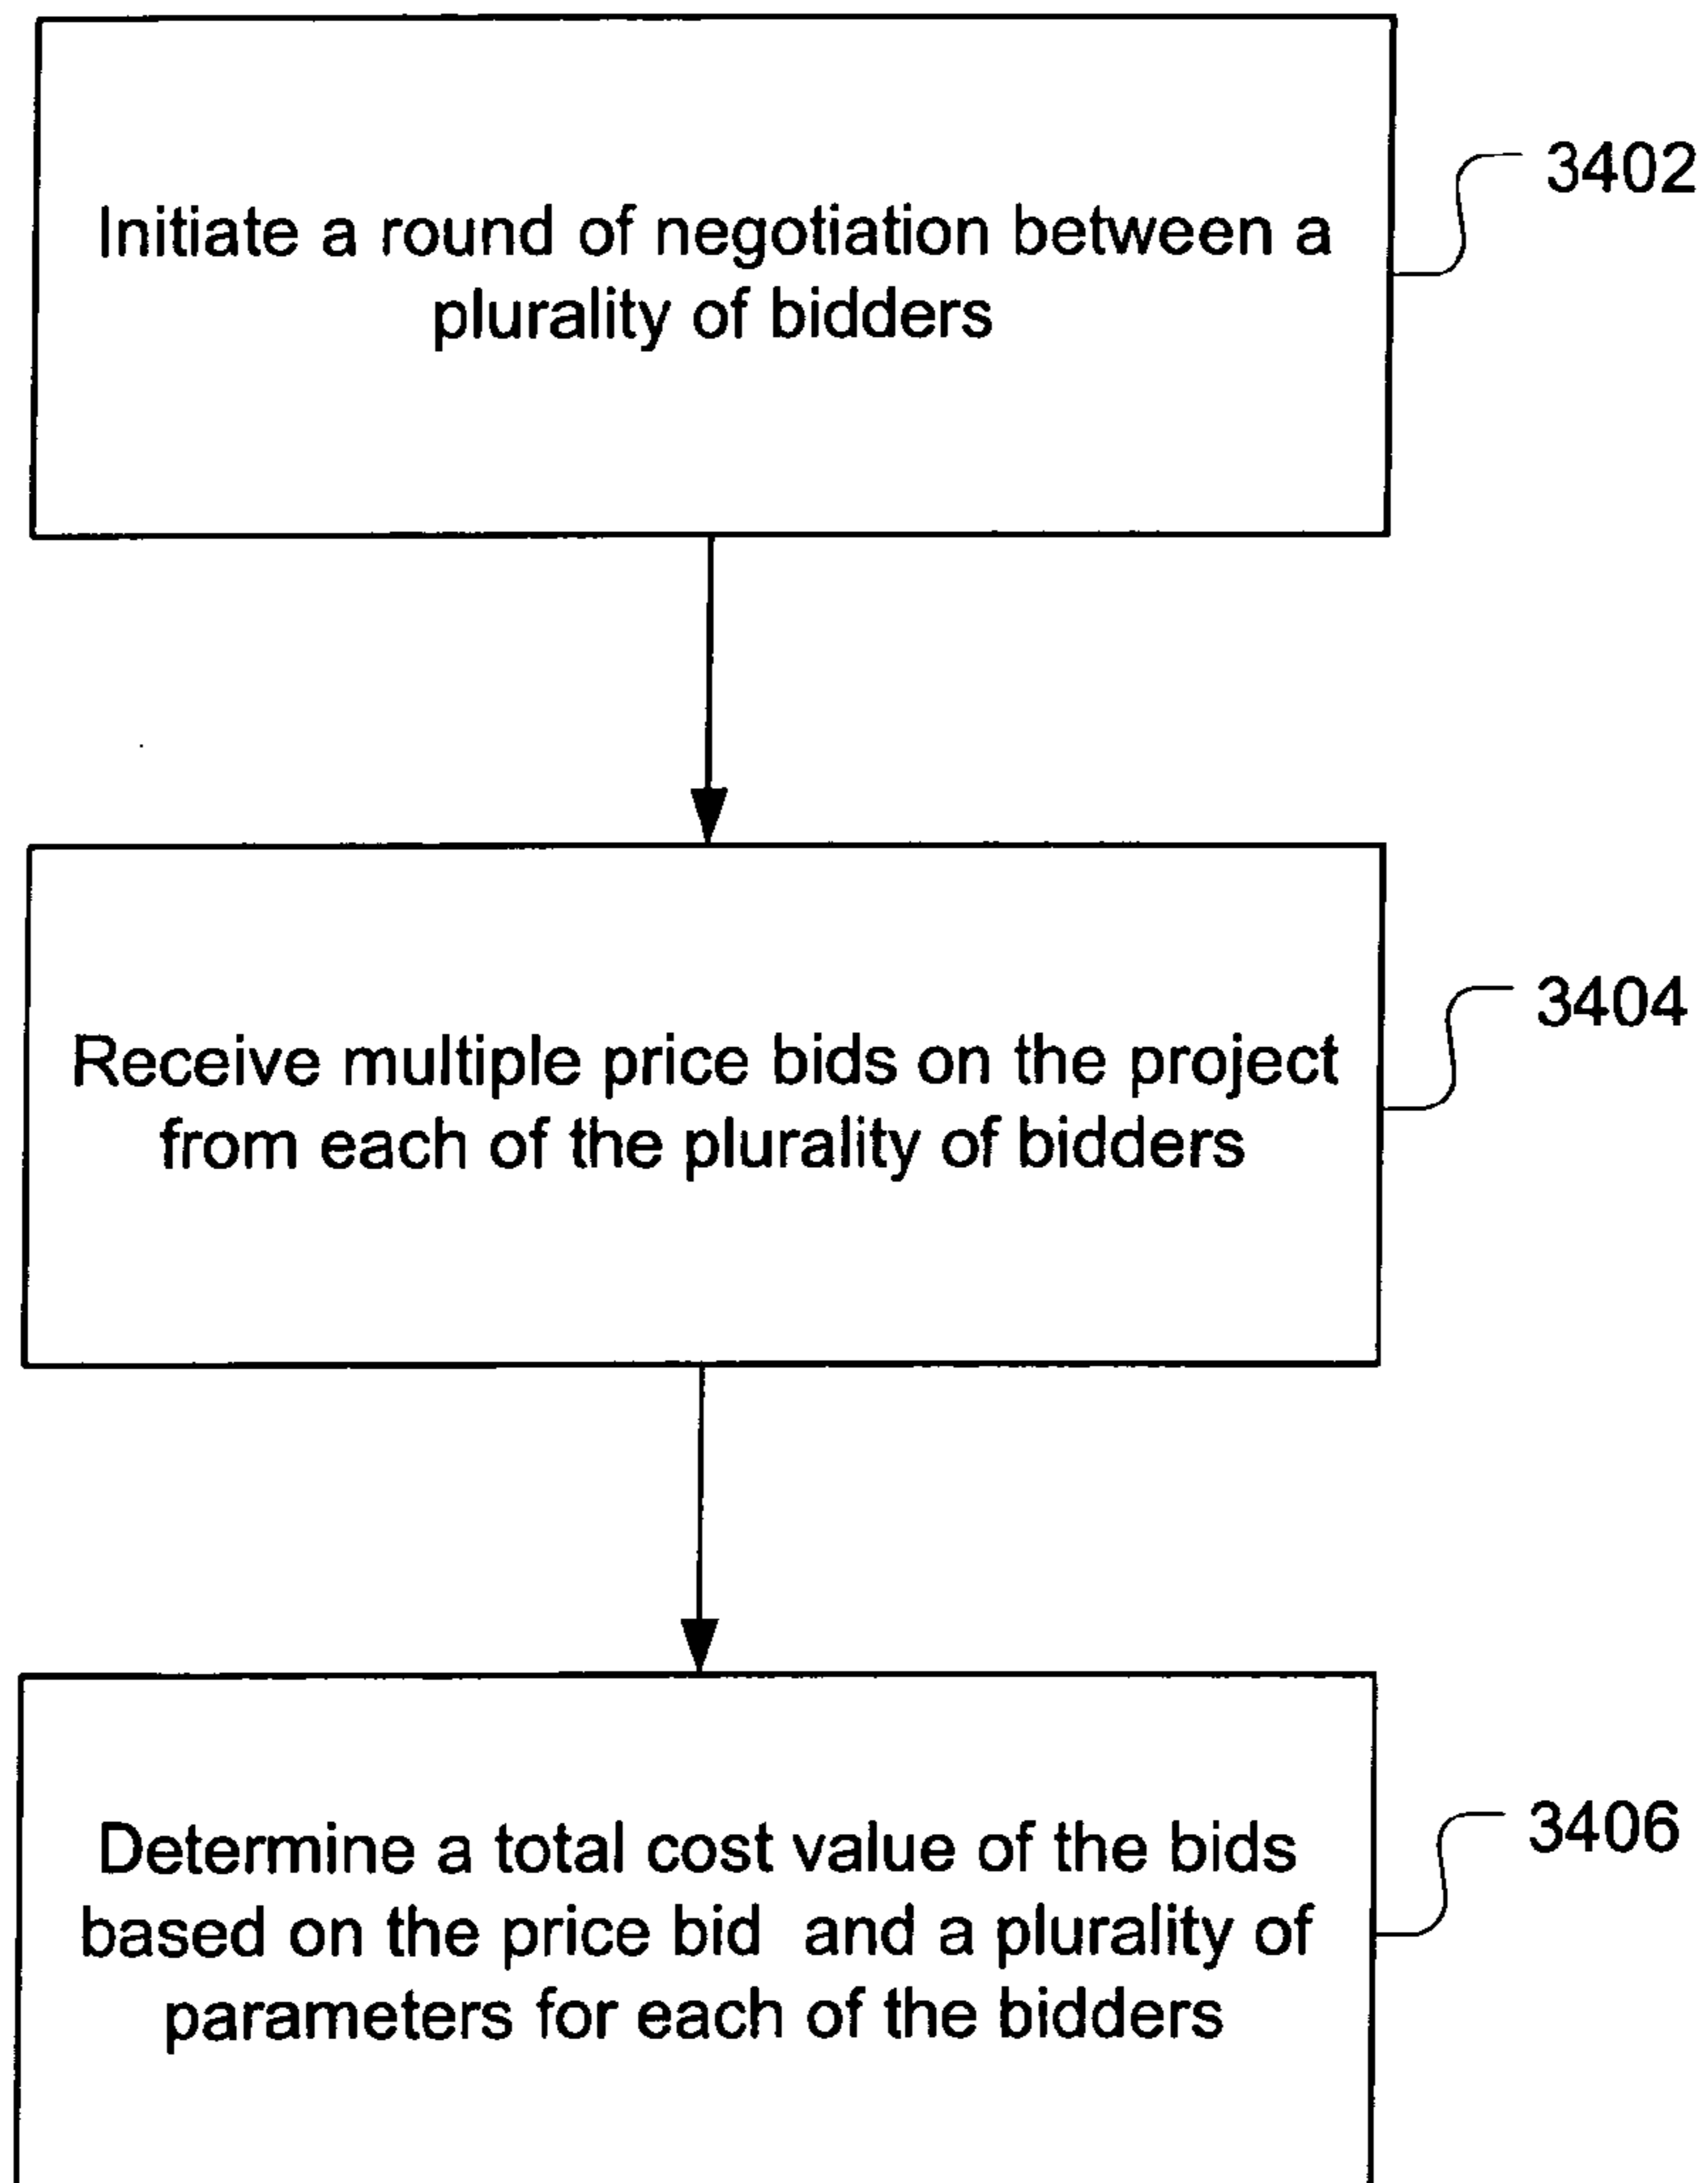 Initiate a round of negotiation between a
plurality of bidders
3402
Receive multiple price bids on the project
from each of the plurality of bidders
3404
Determine a total cost value of the bids
based on the price bid and a plurality of
parameters for each of the bidders
3406